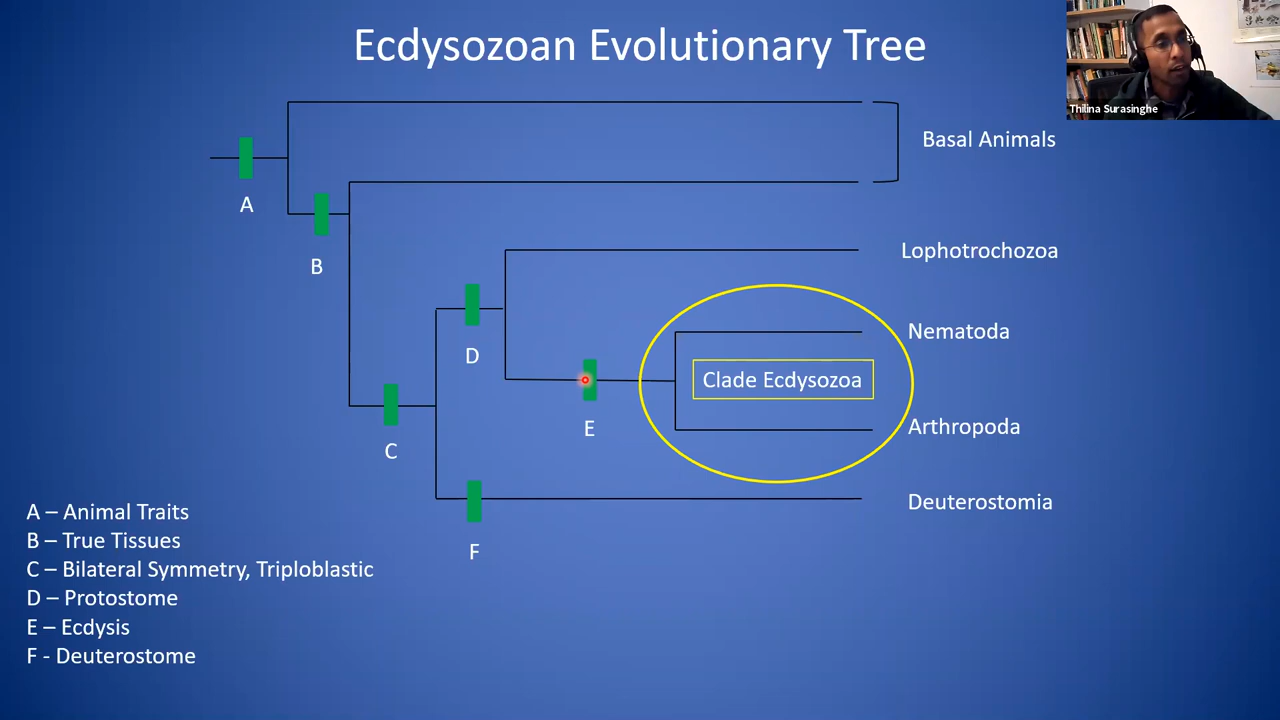 Ecdysozoan Evolutionary Tree
Thilina Surasinghe
Basal Animals
A
B
Lophotrochozoa
Nematoda
D
Clade Ecdysozoa
E
Arthropoda
C
Deuterostomia
F
A – Animal Traits
B – True Tissues
C – Bilateral Symmetry, Triploblastic
D – Protostome
E – Ecdysis
F - Deuterostome